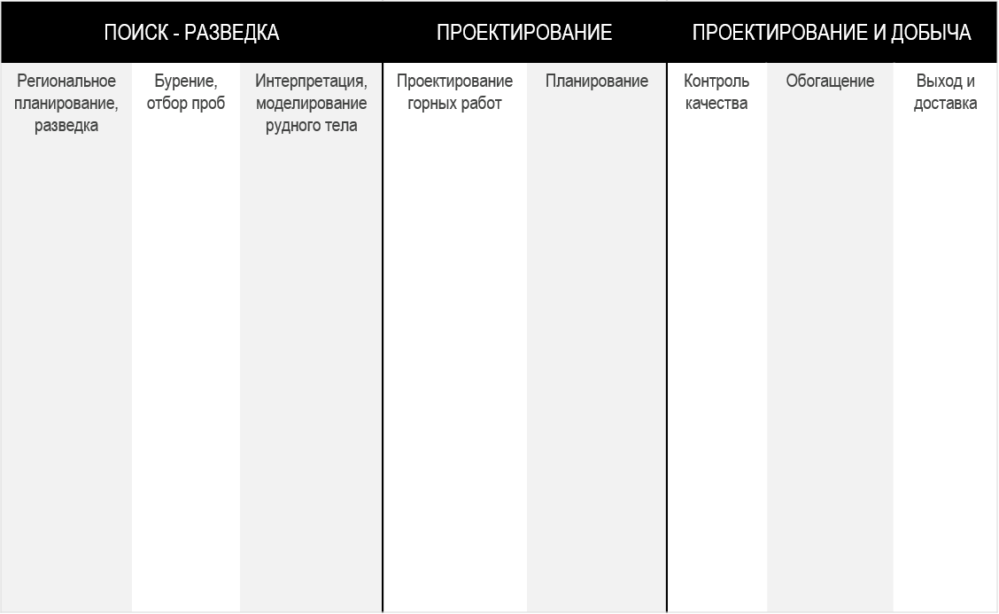 ПОИСК - РАЗВЕДКА
ПРОЕКТИРОВАНИЕ
ПРОЕКТИРОВАНИЕ И ДОБЫЧА
Региональное
планирование,
разведка
Бурение,
отбор проб
Интерпретация,
моделирование
рудного тела
Проектирование
горных работ
Планирование
Контроль
качества
Обогащение
Выход и
доставка